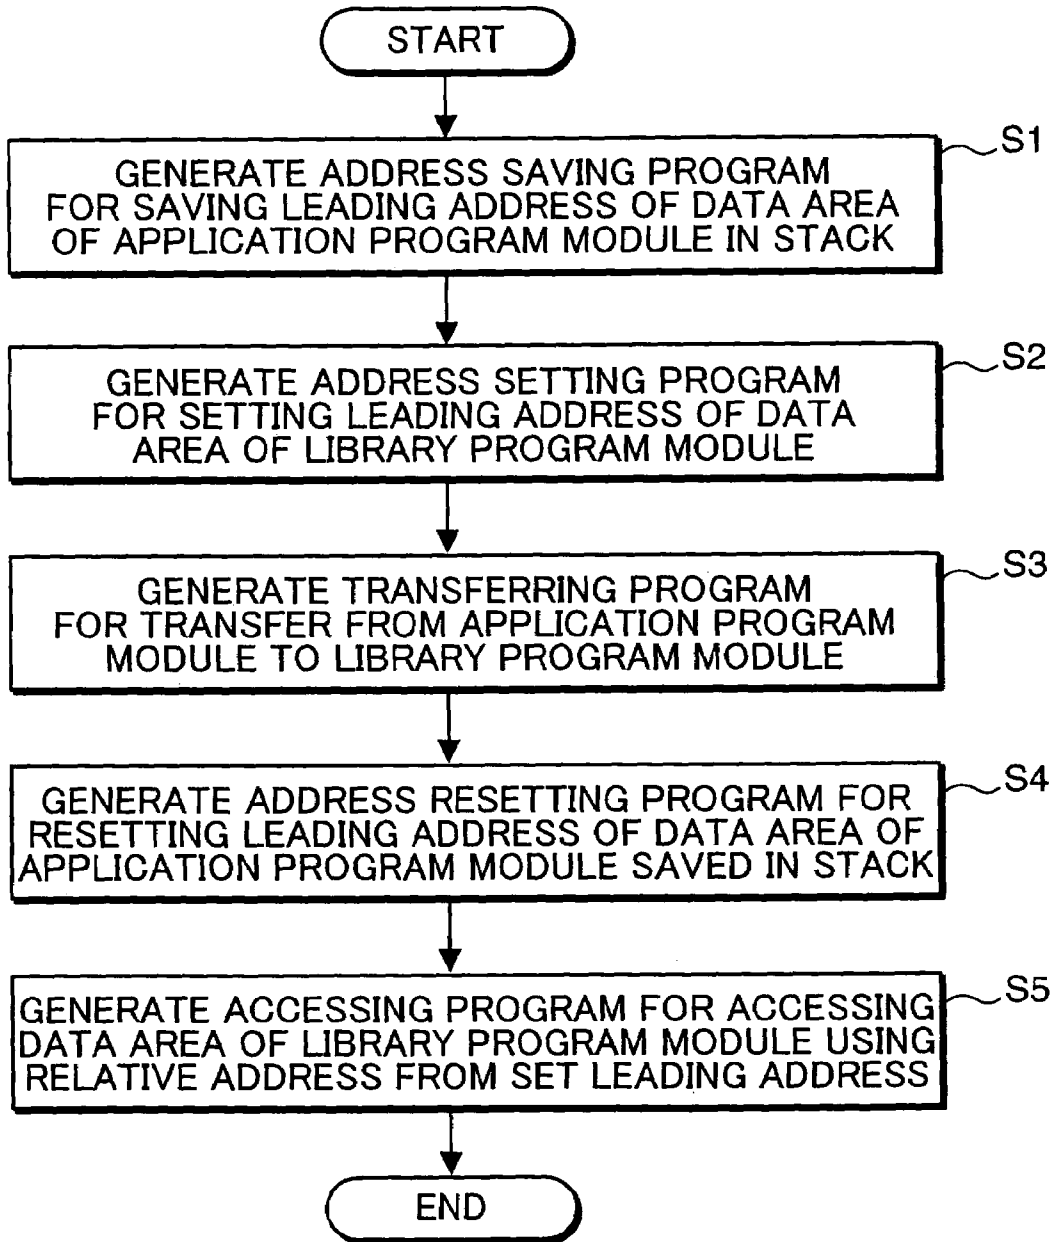 START
S1
GENERATE ADDRESS SAVING PROGRAM
FOR SAVING LEADING ADDRESS OF DATA AREA
OF APPLICATION PROGRAM MODULE IN STACK
S2
GENERATE ADDRESS SETTING PROGRAM
FOR SETTING LEADING ADDRESS OF DATA
AREA OF LIBRARY PROGRAM MODULE
S3
GENERATE TRANSFERRING PROGRAM
FOR TRANSFER FROM APPLICATION PROGRAM
MODULE TO LIBRARY PROGRAM MODULE
S4
GENERATE ADDRESS RESETTING PROGRAM FOR
RESETTING LEADING ADDRESS OF DATA AREA OF
APPLICATION PROGRAM MODULE SAVED IN STACK
S5
GENERATE ACCESSING PROGRAM FOR ACCESSING
DATA AREA OF LIBRARY PROGRAM MODULE USING
RELATIVE ADDRESS FROM SET LEADING ADDRESS
END